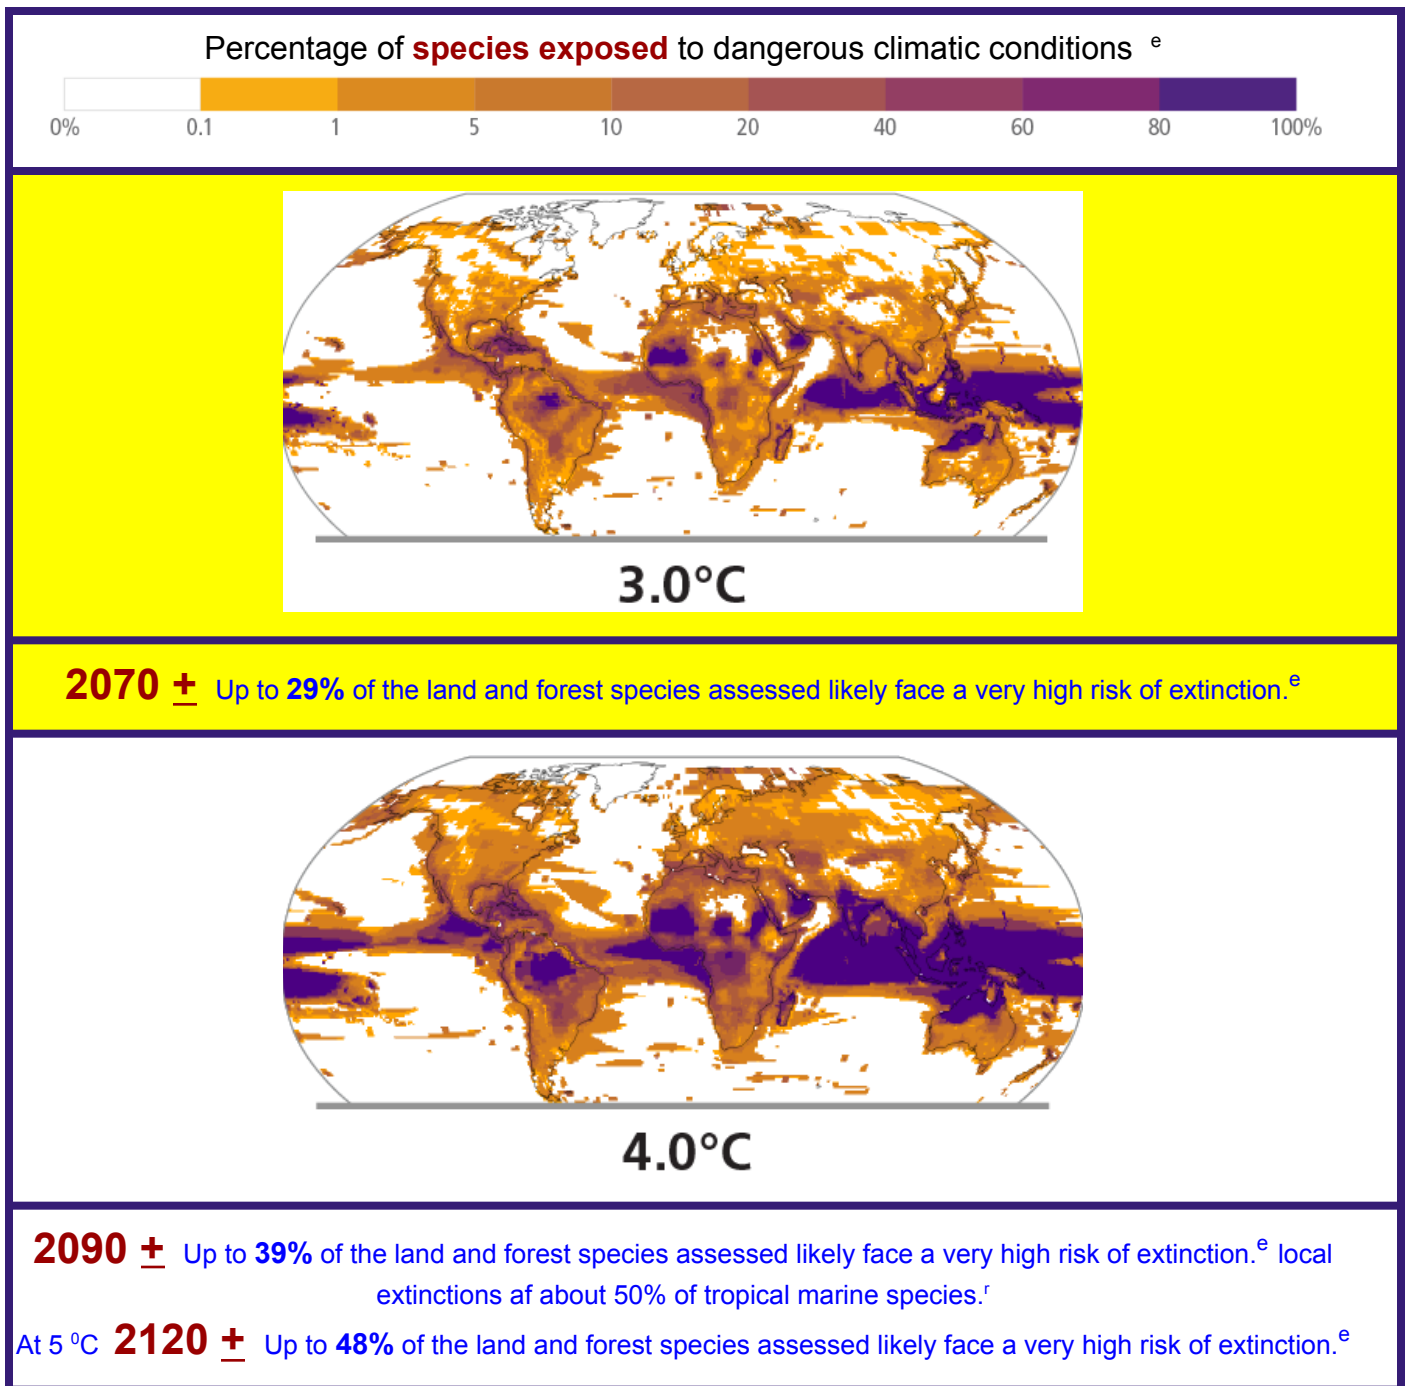 Percentage of species exposed to dangerous climatic conditions e
0% 0.1 1 5 10 20 40 60 80 100%
3.0°C
2070 ± Up to 29% of the land and forest species assessed likely face a very high risk of extinction.e
4.0°C
2090 ± Up to 39% of the land and forest species assessed likely face a very high risk of extinction.e local
extinctions af about 50% of tropical marine species.r
At 5 ⁰C 2120 ± Up to 48% of the land and forest species assessed likely face a very high risk of extinction.e